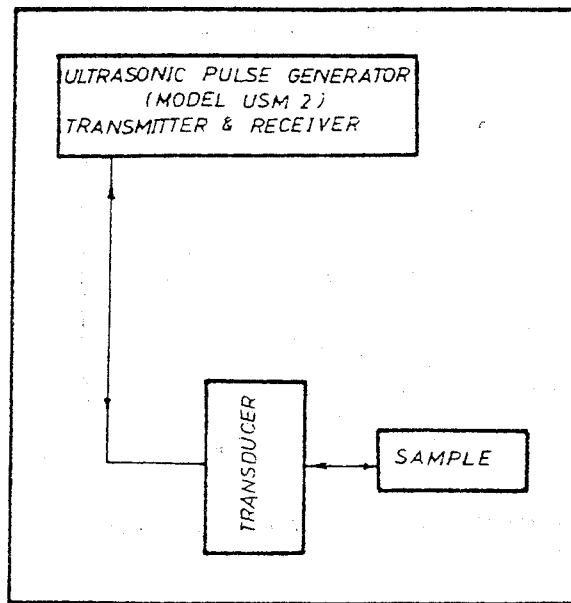 ULTRASONIC PULSE GENERATOR
(MODEL USM 2)
TRANSMITTER & RECEIVER
TRANSDUCER
SAMPLE